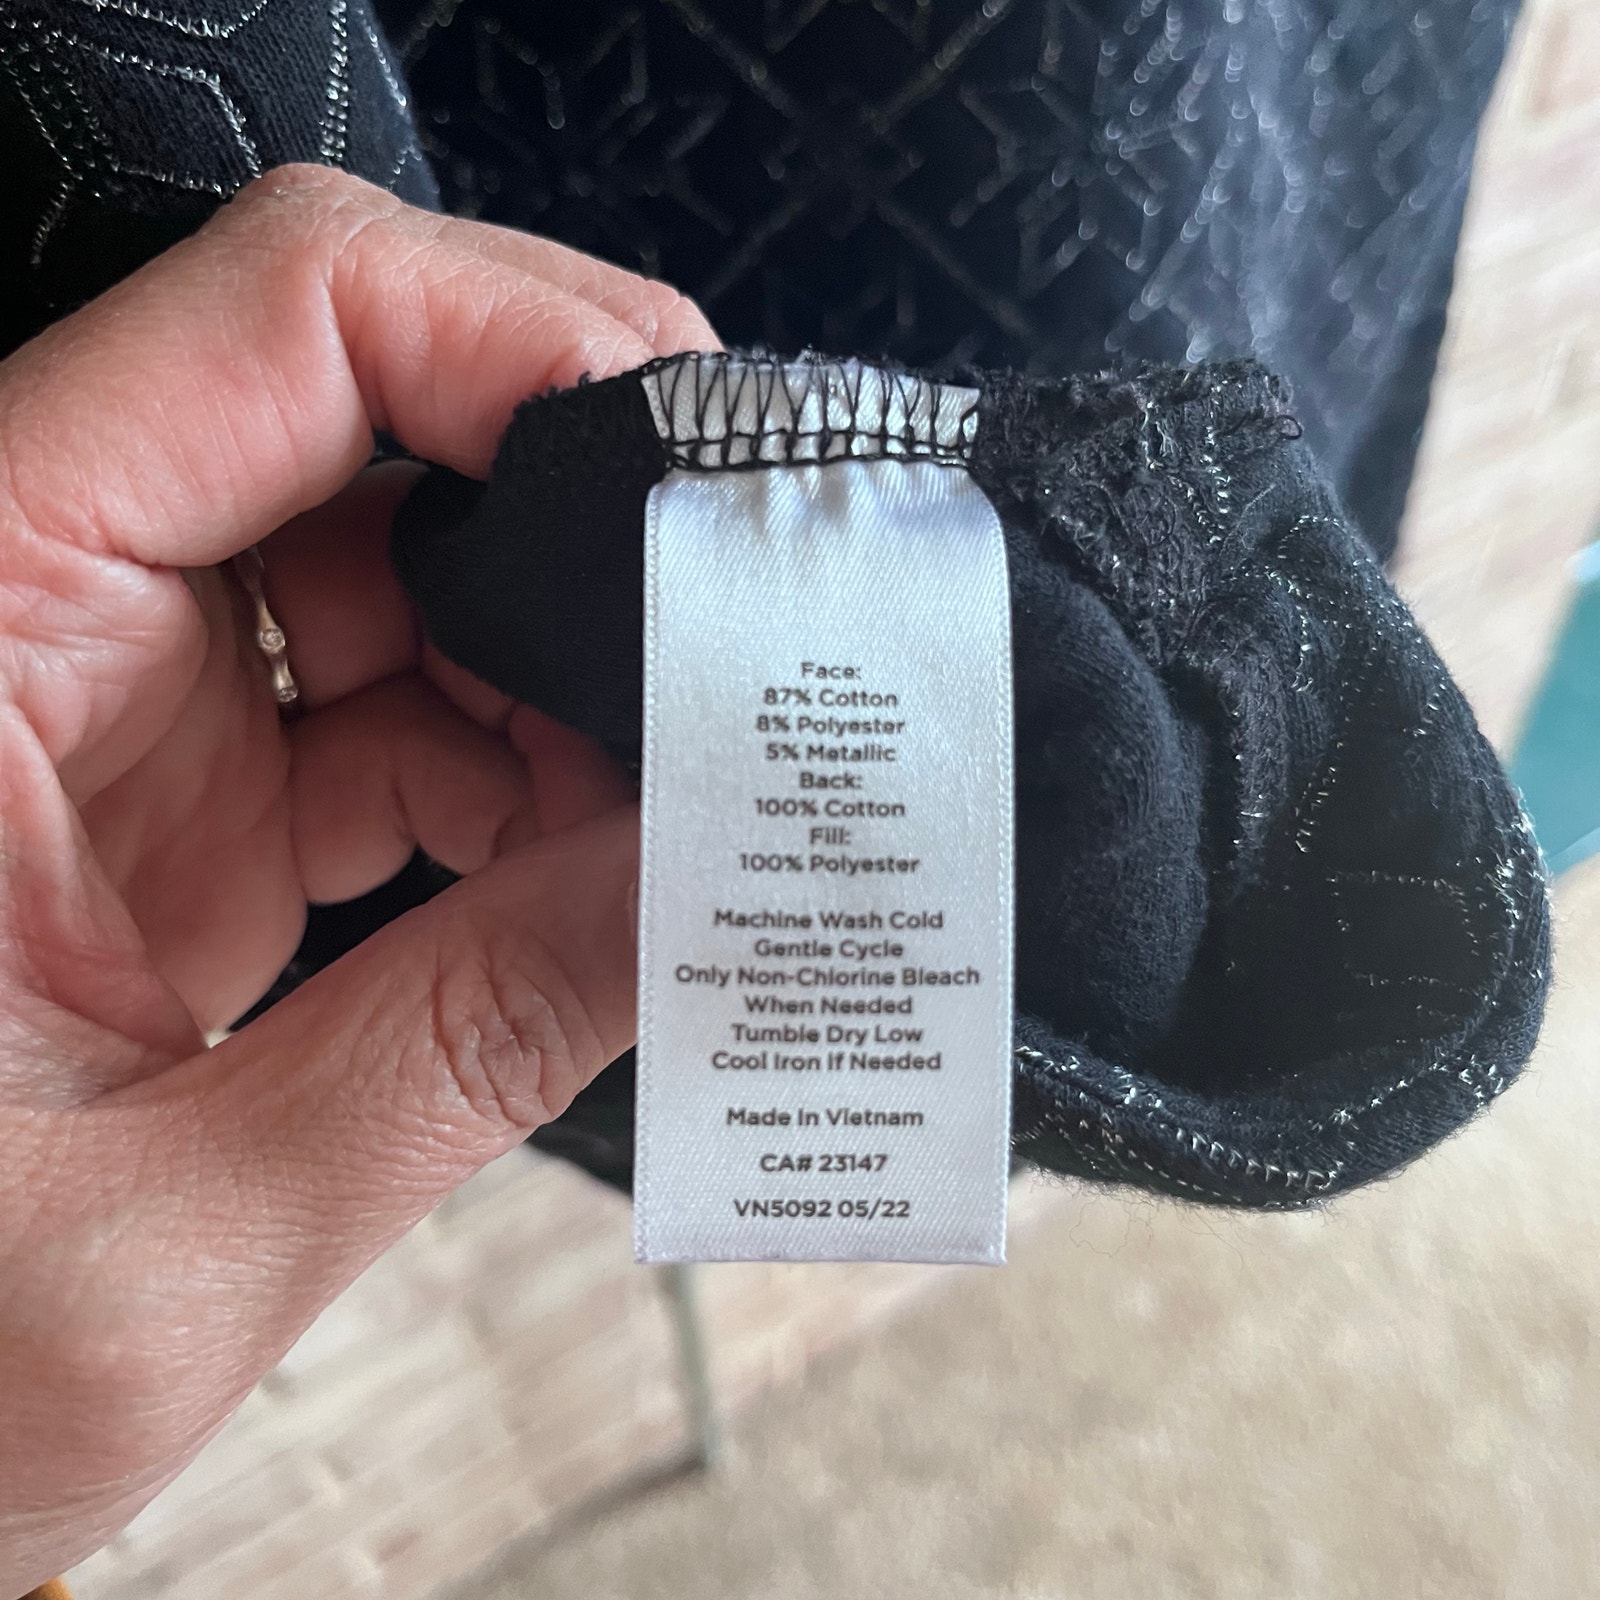 Face:
87% Cotton
8% Polyester
5% Metallic
Back:
100% Cotton
Fill:
100% Polyester
Machine Wash Cold
Gentle Cycle
Only Non-Chlorine Bleach
When Needed
Tumble Dry Low
Cool Iron If Needed
Made In Vietnam
CA# 23147
VN5092 05/22